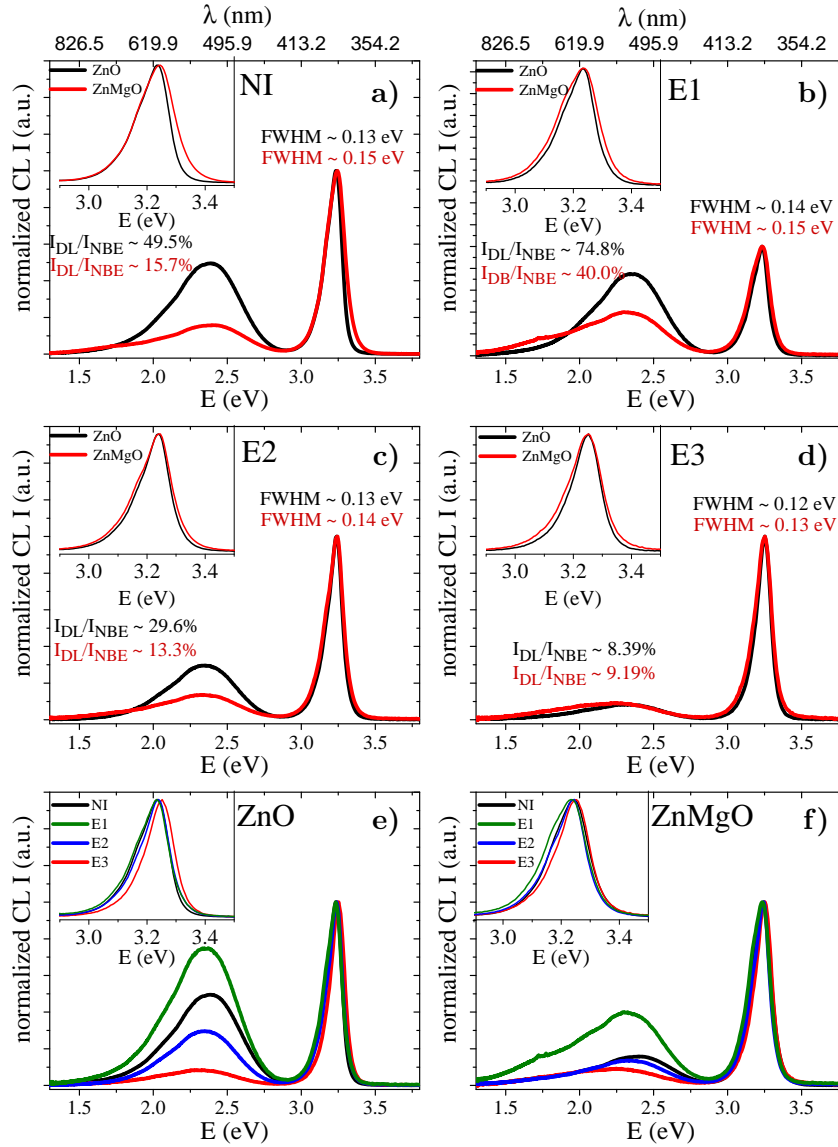 λ (nm) λ (nm)
826.5 619.9 495.9 413.2 354.2 826.5 619.9 495.9 413.2 354.2
normalized CL I (a.u.)
ZnO
ZnMgO
NI
a)
3.0 3.2 3.4
E (eV)
FWHM ~ 0.13 eV
FWHM ~ 0.15 eV
I_DL/I_NBE ~ 49.5%
I_DL/I_NBE ~ 15.7%
1.5 2.0 2.5 3.0 3.5
E (eV)
normalized CL I (a.u.)
ZnO
ZnMgO
E1
b)
3.0 3.2 3.4
E (eV)
FWHM ~ 0.14 eV
FWHM ~ 0.15 eV
I_DL/I_NBE ~ 74.8%
I_DB/I_NBE ~ 40.0%
1.5 2.0 2.5 3.0 3.5
E (eV)
normalized CL I (a.u.)
ZnO
ZnMgO
E2
c)
3.0 3.2 3.4
E (eV)
FWHM ~ 0.13 eV
FWHM ~ 0.14 eV
I_DL/I_NBE ~ 29.6%
I_DL/I_NBE ~ 13.3%
1.5 2.0 2.5 3.0 3.5
E (eV)
normalized CL I (a.u.)
ZnO
ZnMgO
E3
d)
3.0 3.2 3.4
E (eV)
FWHM ~ 0.12 eV
FWHM ~ 0.13 eV
I_DL/I_NBE ~ 8.39%
I_DL/I_NBE ~ 9.19%
1.5 2.0 2.5 3.0 3.5
E (eV)
normalized CL I (a.u.)
NI
E1
E2
E3
ZnO
e)
3.0 3.2 3.4
E (eV)
1.5 2.0 2.5 3.0 3.5
E (eV)
normalized CL I (a.u.)
NI
E1
E2
E3
ZnMgO
f)
3.0 3.2 3.4
E (eV)
1.5 2.0 2.5 3.0 3.5
E (eV)